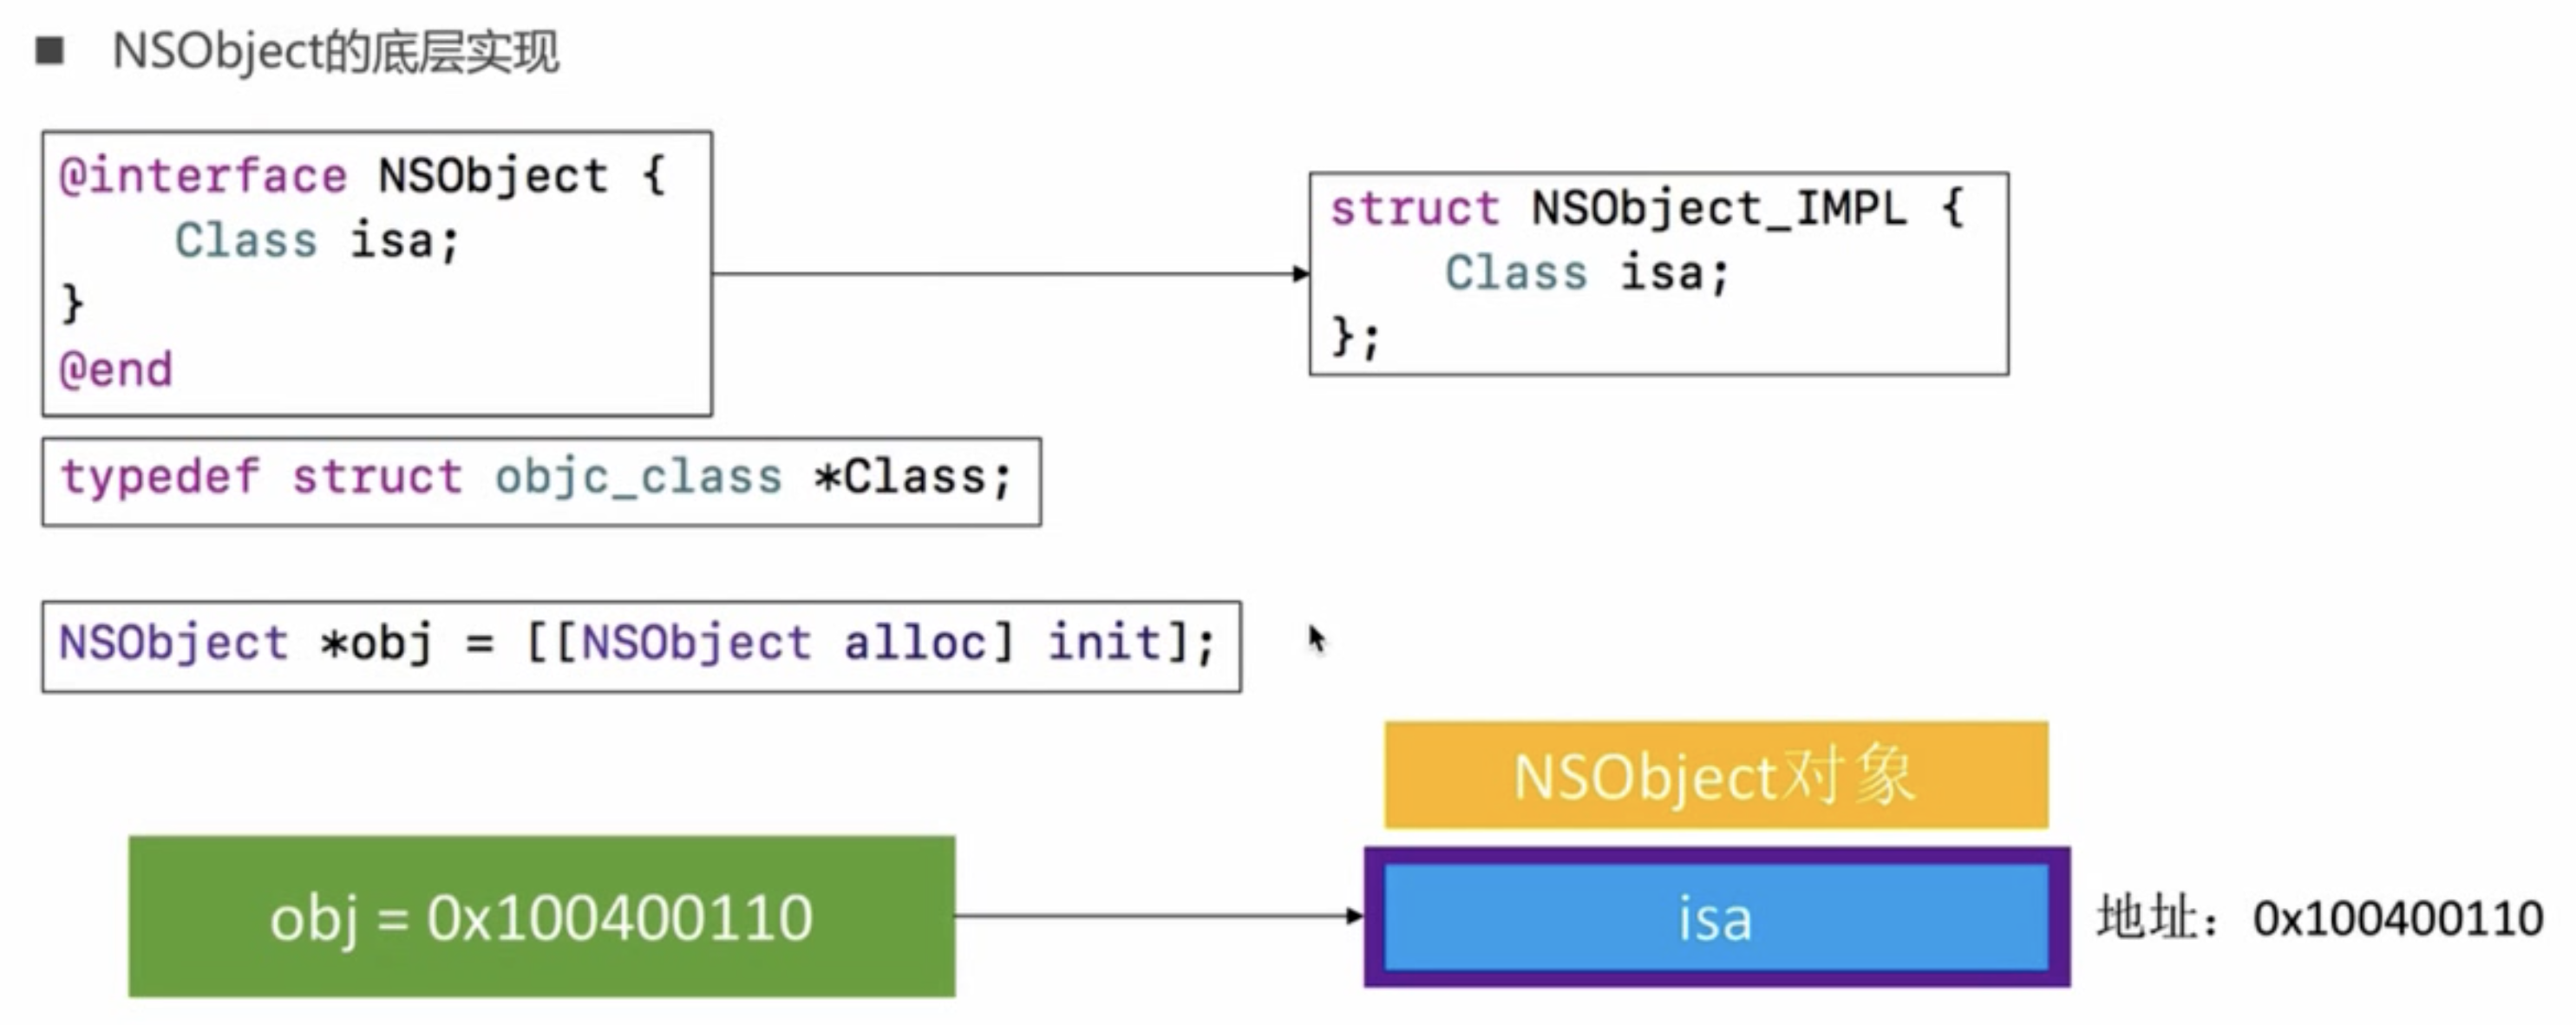 NSObject的底层实现
@interface NSObject {
    Class isa;
}
@end
struct NSObject_IMPL {
    Class isa;
};
typedef struct objc_class *Class;
NSObject *obj = [[NSObject alloc] init];
NSObject对象
obj = 0x100400110
isa
地址：0x100400110